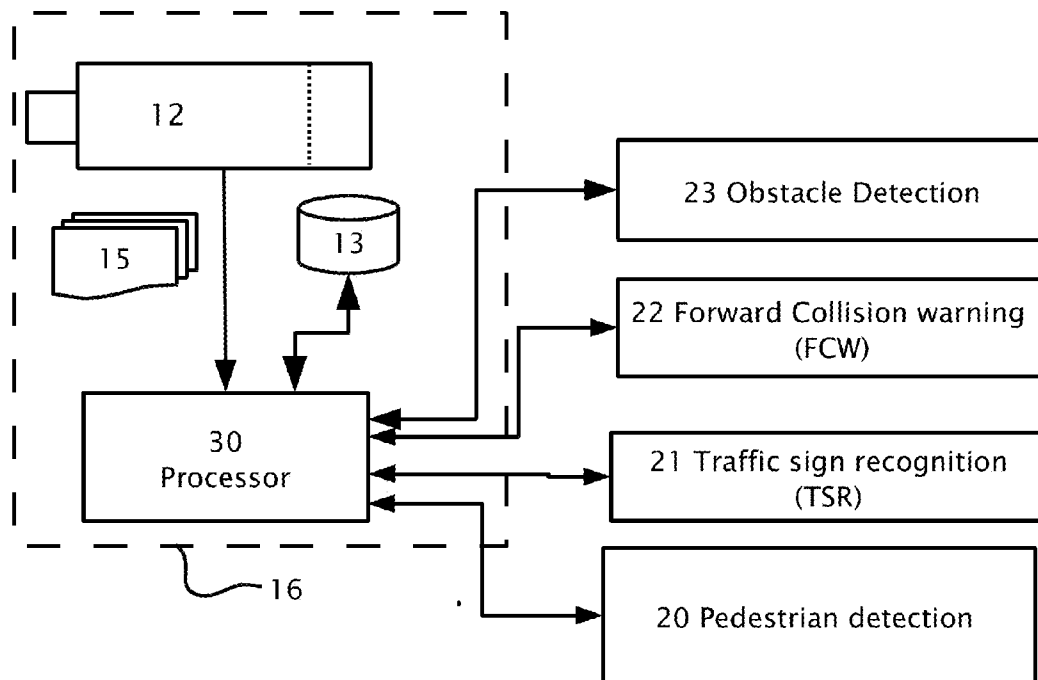 12
15
13
30
Processor
16
23 Obstacle Detection
22 Forward Collision warning
(FCW)
21 Traffic sign recognition
(TSR)
20 Pedestrian detection